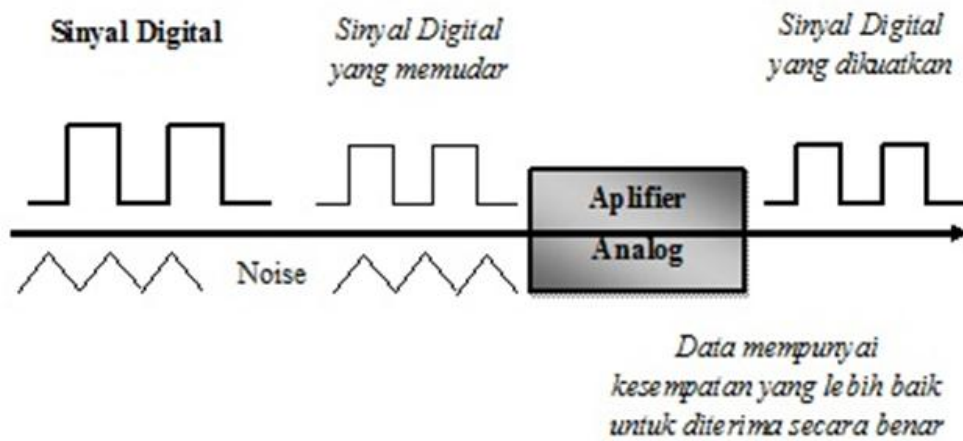 Sinyal Digital
Sinyal Digital
yang memudar
Sinyal Digital
yang dikuatkan
Aplifier
Analog
Noise
Data mempunyai
kesempatan yang lebih baik
untuk diterima secara benar